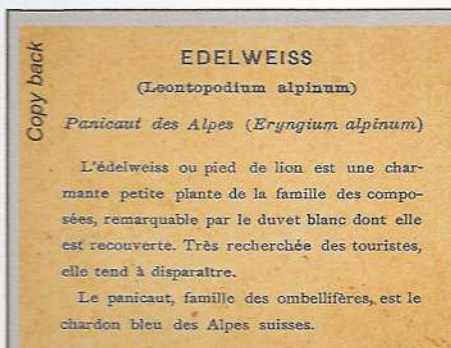 Copy back
EDELWEISS
(Leontopodium alpinum)
Panicaut des Alpes (Eryngium alpinum)
L'édelweiss ou pied de lion est une char-
mante petite plante de la famille des compo-
sées, remarquable par le duvet blanc dont elle
est recouverte. Très recherchée des touristes,
elle tend à disparaître.
Le panicaut, famille des ombellifères, est le
chardon bleu des Alpes suisses.